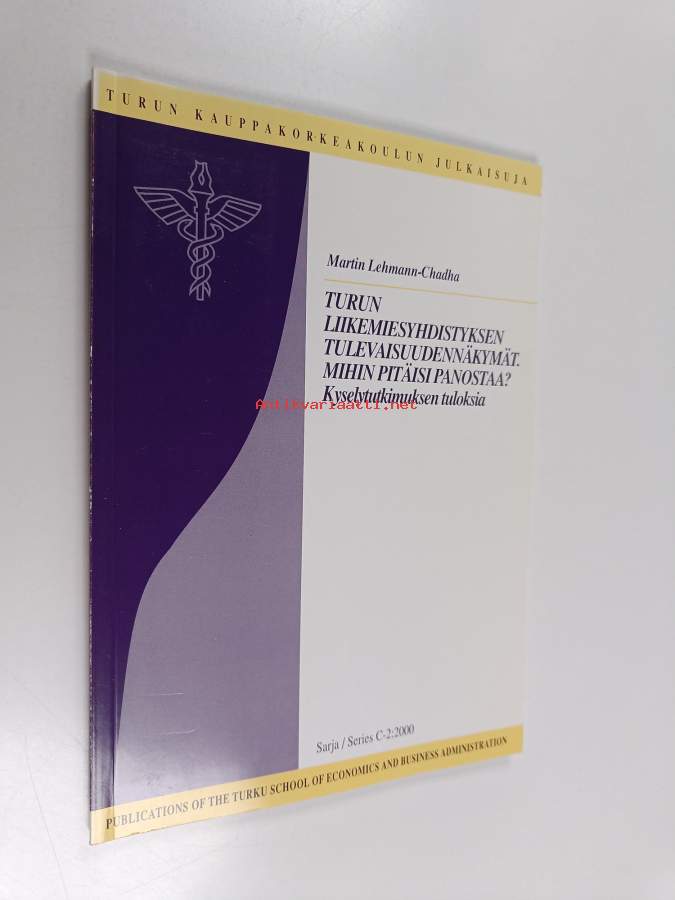 TURUN KAUPPAKORKEAKOULUN JULKAISUJA
Martin Lehmann-Chadha
TURUN
LIIKEMIESYHDISTYKSEN
TULEVAISUUDENNÄKYMÄT.
MIHIN PITÄISI PANOSTAA?
Kyselytutkimuksen tuloksia
Antikvariaatti.net
Sarja / Series C-2:2000
PUBLICATIONS OF THE TURKU SCHOOL OF ECONOMICS AND BUSINESS ADMINISTRATION